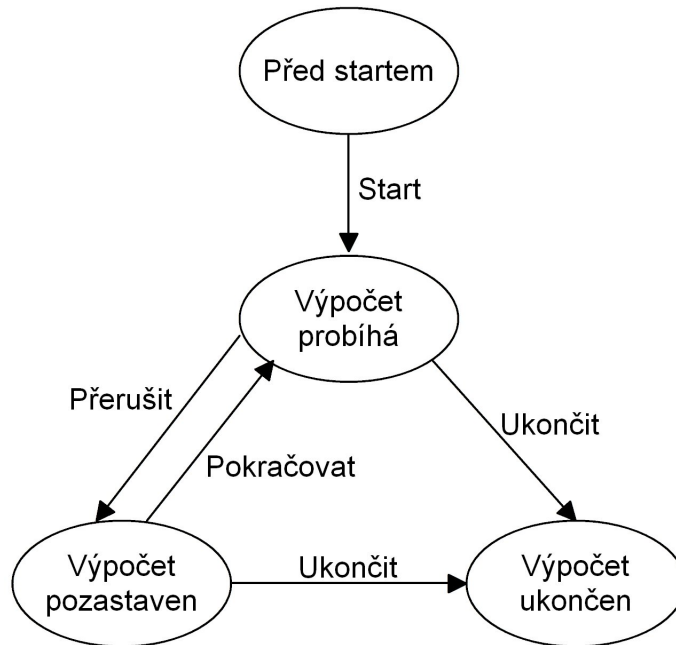 Před startem
Start
Výpočet
probíhá
Přerušit
Ukončit
Pokračovat
Výpočet
pozastaven
Ukončit
Výpočet
ukončen